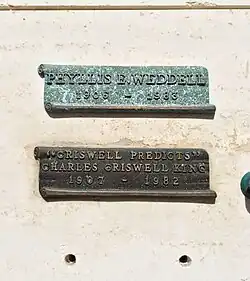 PHYLLIS E. WEDDELL
"CRISWELL PREDICTS"
CHARLES CRISWELL KING
1907 - 1982